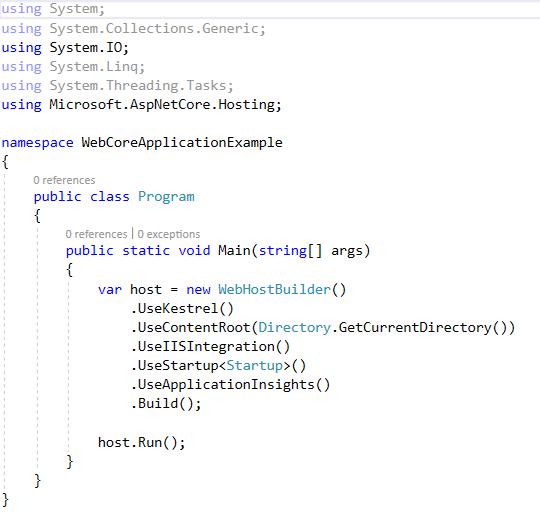 using System;
using System.Collections.Generic;
using System.IO;
using System.Linq;
using System.Threading.Tasks;
using Microsoft.AspNetCore.Hosting;

namespace WebCoreApplicationExample
{
    0 references
    public class Program
    {
        0 references | 0 exceptions
        public static void Main(string[] args)
        {
            var host = new WebHostBuilder()
                .UseKestrel()
                .UseContentRoot(Directory.GetCurrentDirectory())
                .UseIISIntegration()
                .UseStartup<Startup>()
                .UseApplicationInsights()
                .Build();

            host.Run();
        }
    }
}